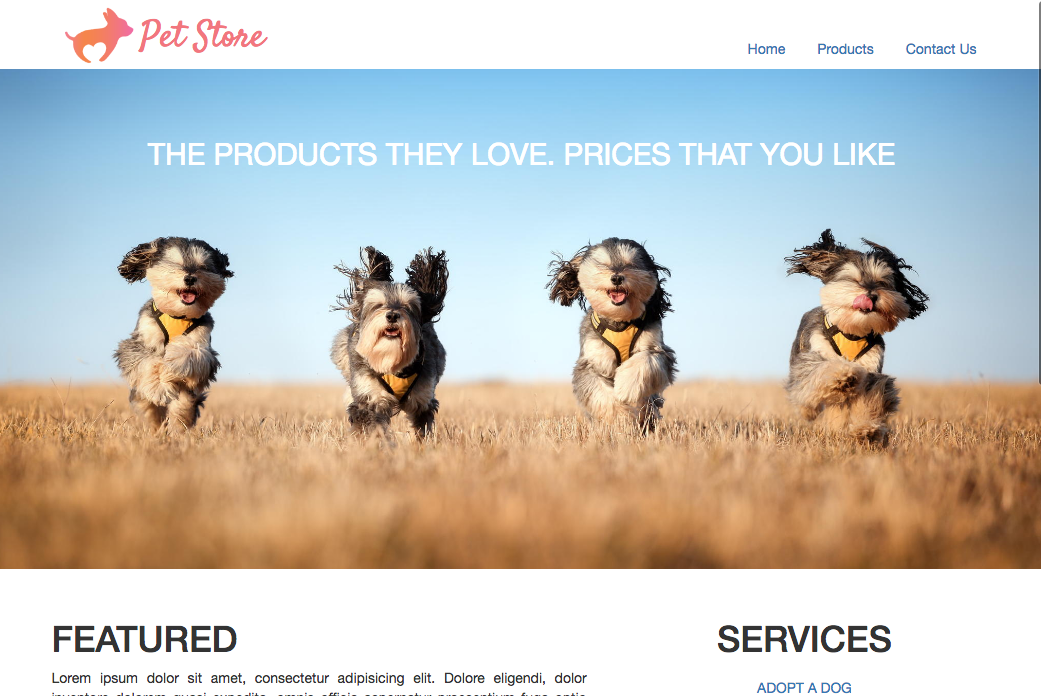 Pet Store
Home Products Contact Us
THE PRODUCTS THEY LOVE. PRICES THAT YOU LIKE
FEATURED
Lorem ipsum dolor sit amet, consectetur adipisicing elit. Dolore eligendi, dolor
SERVICES
ADOPT A DOG